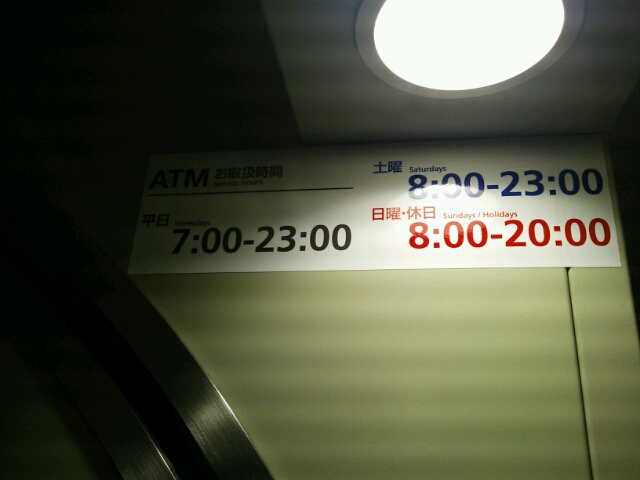 ATM お取扱時間
Service Hours
平日 Weekdays
7:00-23:00
土曜 Saturdays
8:00-23:00
日曜・休日 Sundays / Holidays
8:00-20:00